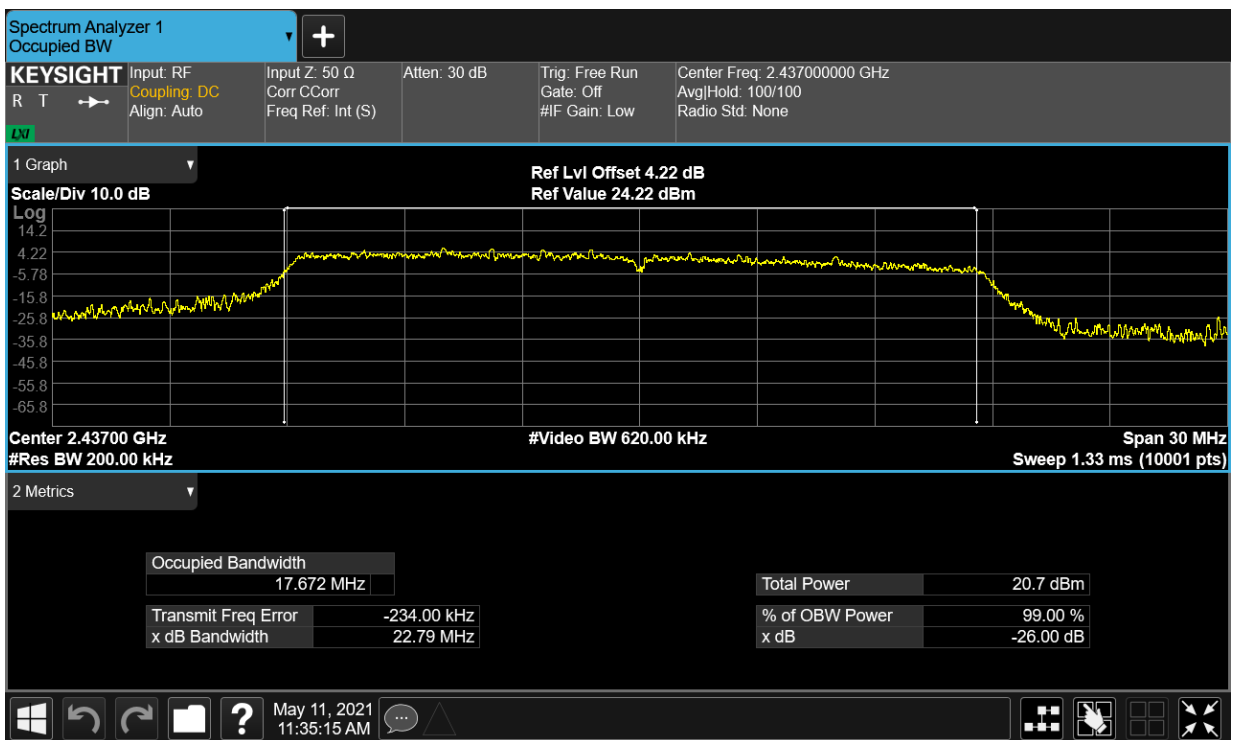 Spectrum Analyzer 1
Occupied BW
+
KEYSIGHT
R T
LXI
Input: RF
Coupling: DC
Align: Auto
Input Z: 50 Ω
Corr CCorr
Freq Ref: Int (S)
Atten: 30 dB
Trig: Free Run
Gate: Off
#IF Gain: Low
Center Freq: 2.437000000 GHz
Avg|Hold: 100/100
Radio Std: None
1 Graph
Ref Lvl Offset 4.22 dB
Scale/Div 10.0 dB
Ref Value 24.22 dBm
Log
14.2
4.22
-5.78
-15.8
-25.8
-35.8
-45.8
-55.8
-65.8
Center 2.43700 GHz
#Video BW 620.00 kHz
Span 30 MHz
#Res BW 200.00 kHz
Sweep 1.33 ms (10001 pts)
2 Metrics
Occupied Bandwidth
17.672 MHz
Total Power 20.7 dBm
Transmit Freq Error -234.00 kHz
% of OBW Power 99.00 %
x dB Bandwidth 22.79 MHz
x dB -26.00 dB
?
May 11, 2021
11:35:15 AM